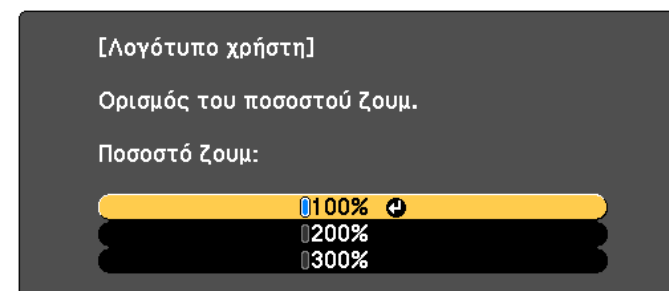 [Λογότυπο χρήστη]
Ορισμός του ποσοστού ζουμ.
Ποσοστό ζουμ:
100%
200%
300%